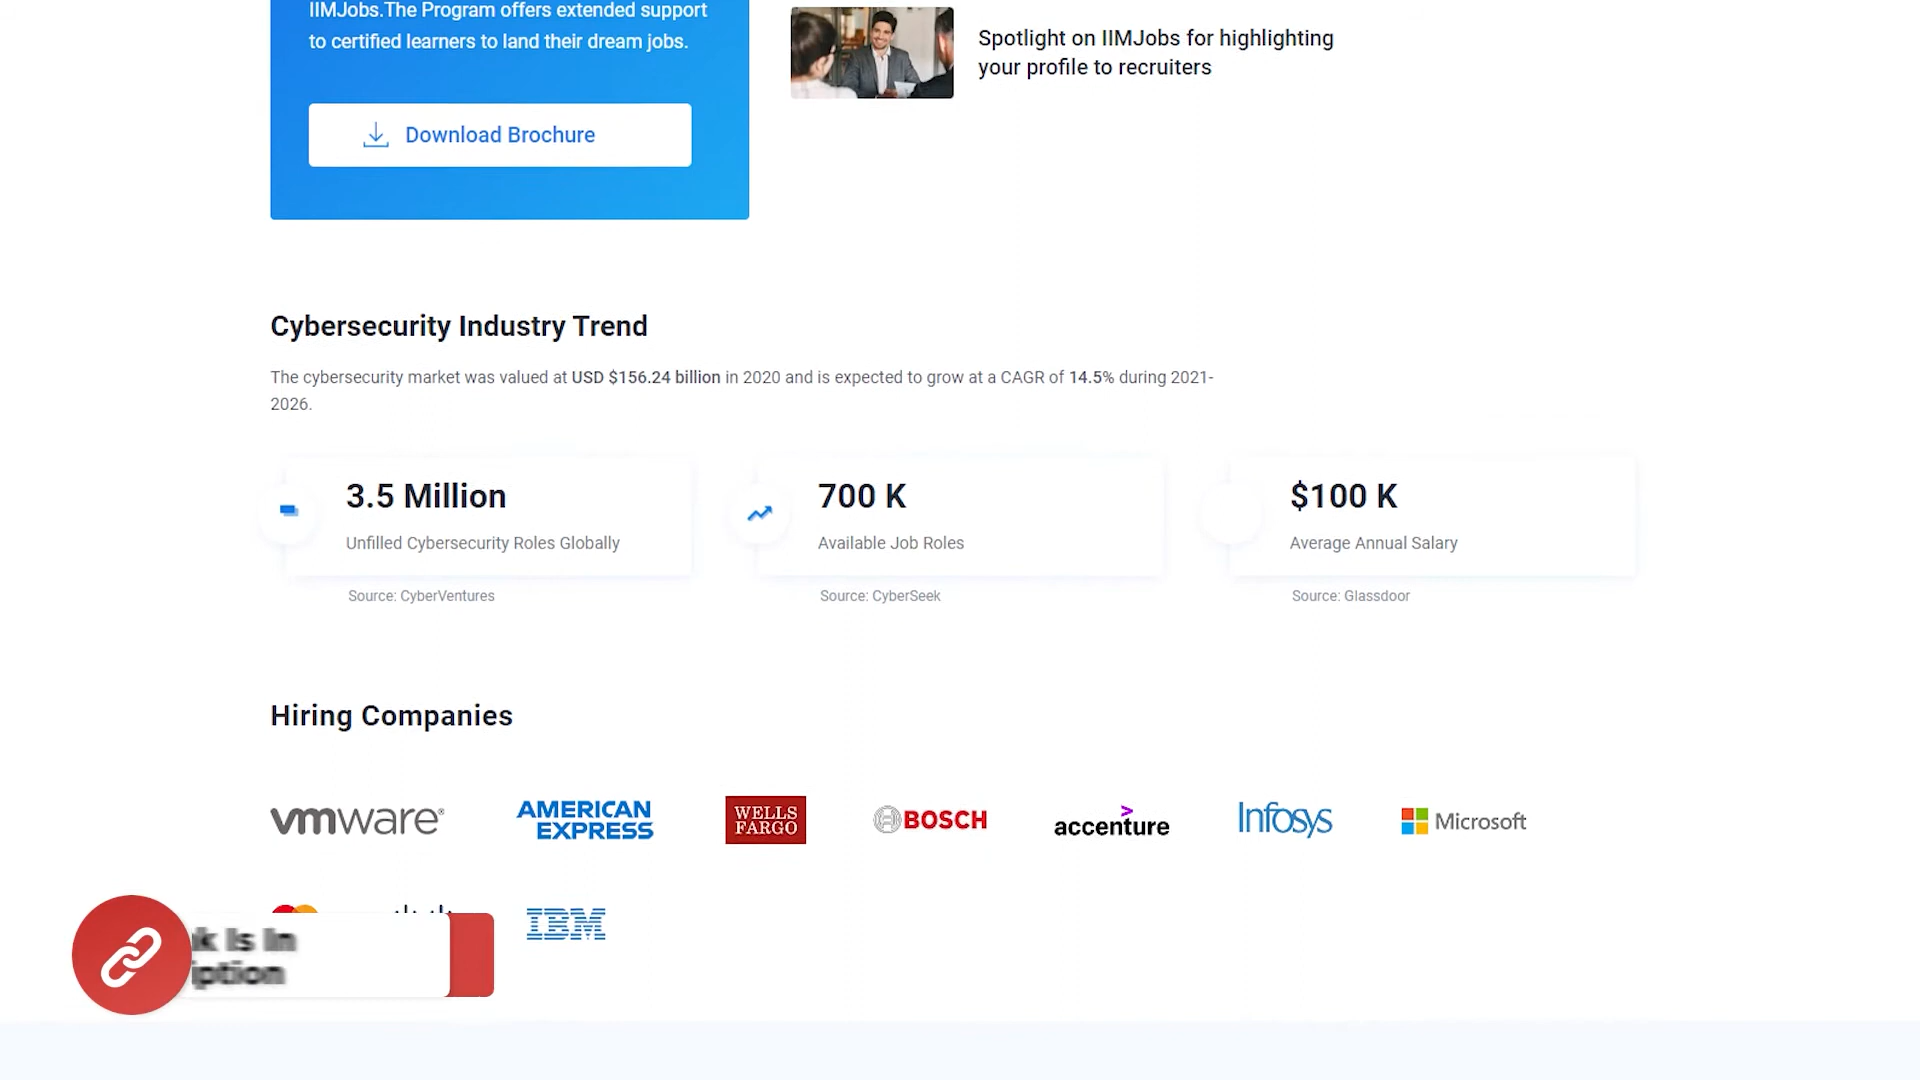 IIMJobs.The Program offers extended support
to certified learners to land their dream jobs.
Download Brochure
Spotlight on IIMJobs for highlighting
your profile to recruiters
Cybersecurity Industry Trend
The cybersecurity market was valued at USD $156.24 billion in 2020 and is expected to grow at a CAGR of 14.5% during 2021-
2026.
3.5 Million
Unfilled Cybersecurity Roles Globally
Source: CyberVentures
700 K
Available Job Roles
Source: CyberSeek
$100 K
Average Annual Salary
Source: Glassdoor
Hiring Companies
vmware®
AMERICAN
EXPRESS
WELLS
FARGO
BOSCH
accenture
Infosys
Microsoft
IBM
Is In